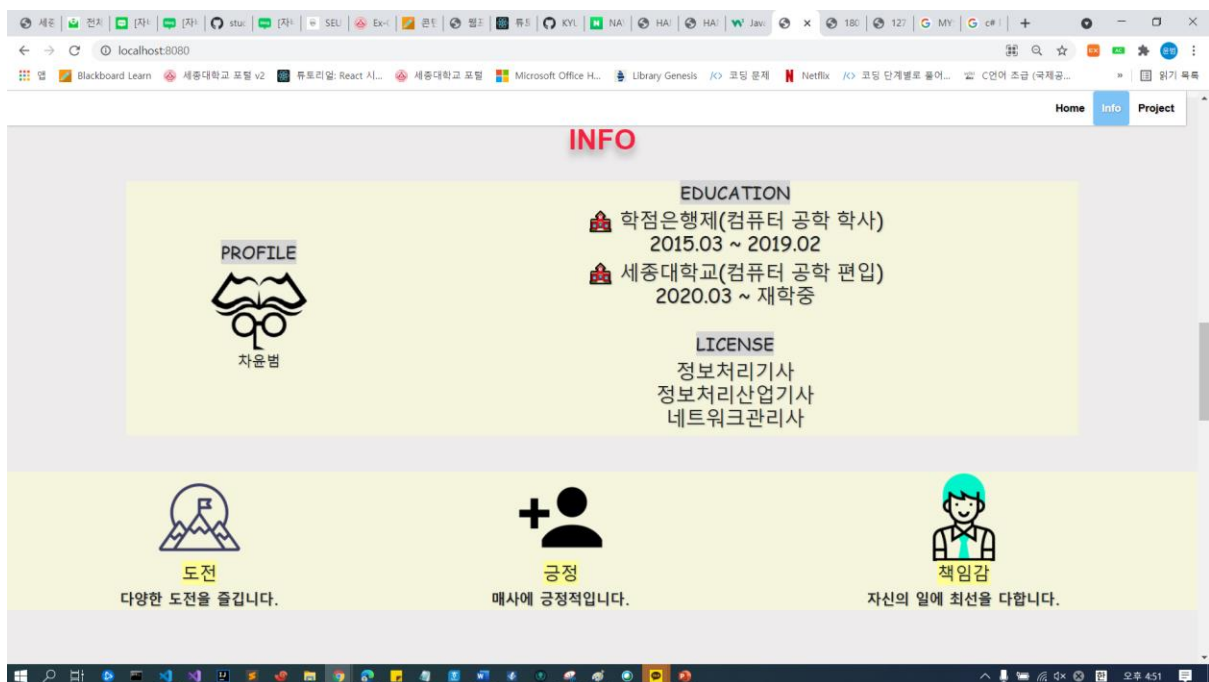 localhost:8080
앱 Blackboard Learn 세종대학교 포털 v2 튜토리얼: React 시... 세종대학교 포털 Microsoft Office H... Library Genesis 코딩 문제 Netflix 코딩 단계별로 풀어... C언어 조급 (국제공... » 읽기 목록
Home Info Project
INFO
PROFILE
차윤범
EDUCATION
학점은행제(컴퓨터 공학 학사)
2015.03 ~ 2019.02
세종대학교(컴퓨터 공학 편입)
2020.03 ~ 재학중
LICENSE
정보처리기사
정보처리산업기사
네트워크관리사
도전
다양한 도전을 즐깁니다.
긍정
매사에 긍정적입니다.
책임감
자신의 일에 최선을 다합니다.
오후 4:51